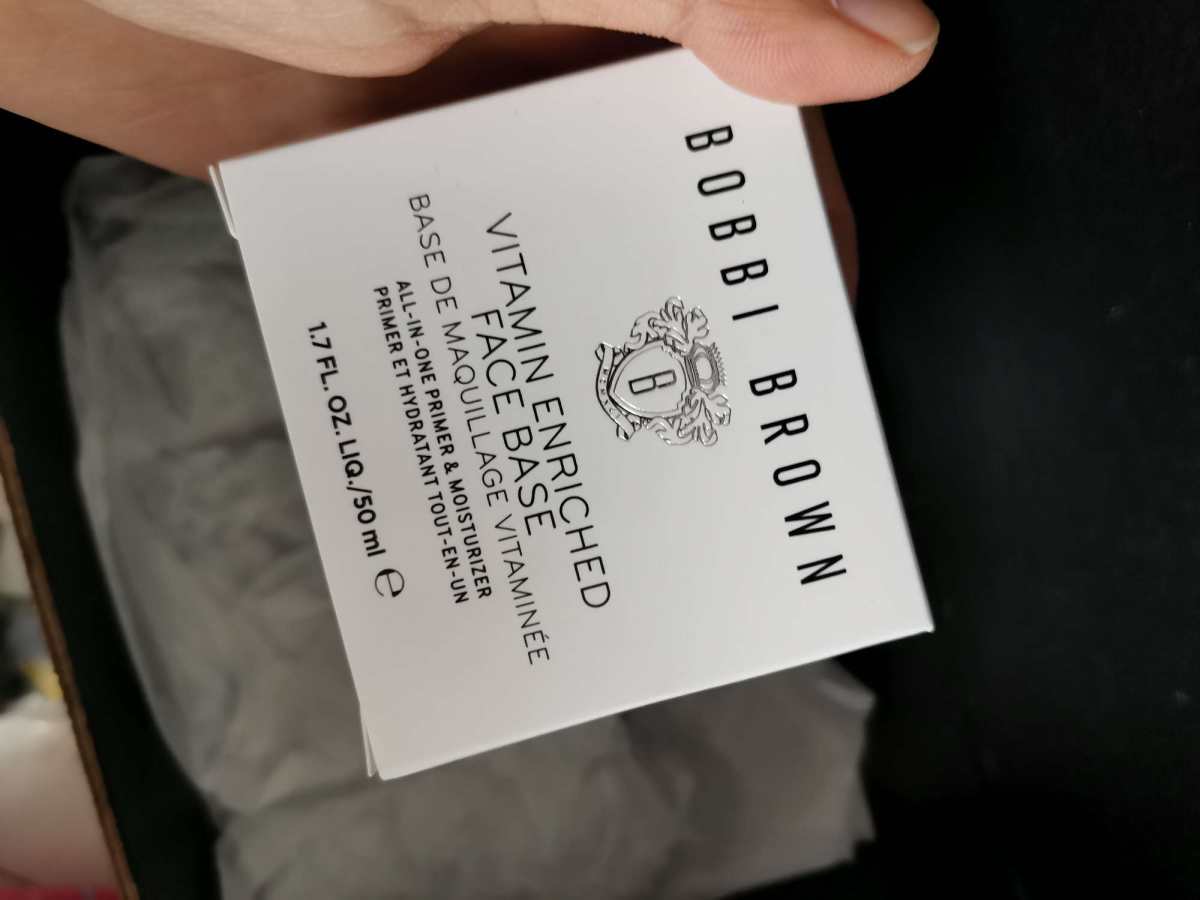 BOBBI BROWN
B
VITAMIN ENRICHED
FACE BASE
BASE DE MAQUILLAGE VITAMINÉE
ALL-IN-ONE PRIMER & MOISTURIZER
PRIMER ET HYDRATANT TOUT-EN-UN
1.7 FL. OZ. LIQ./50 ml ℮